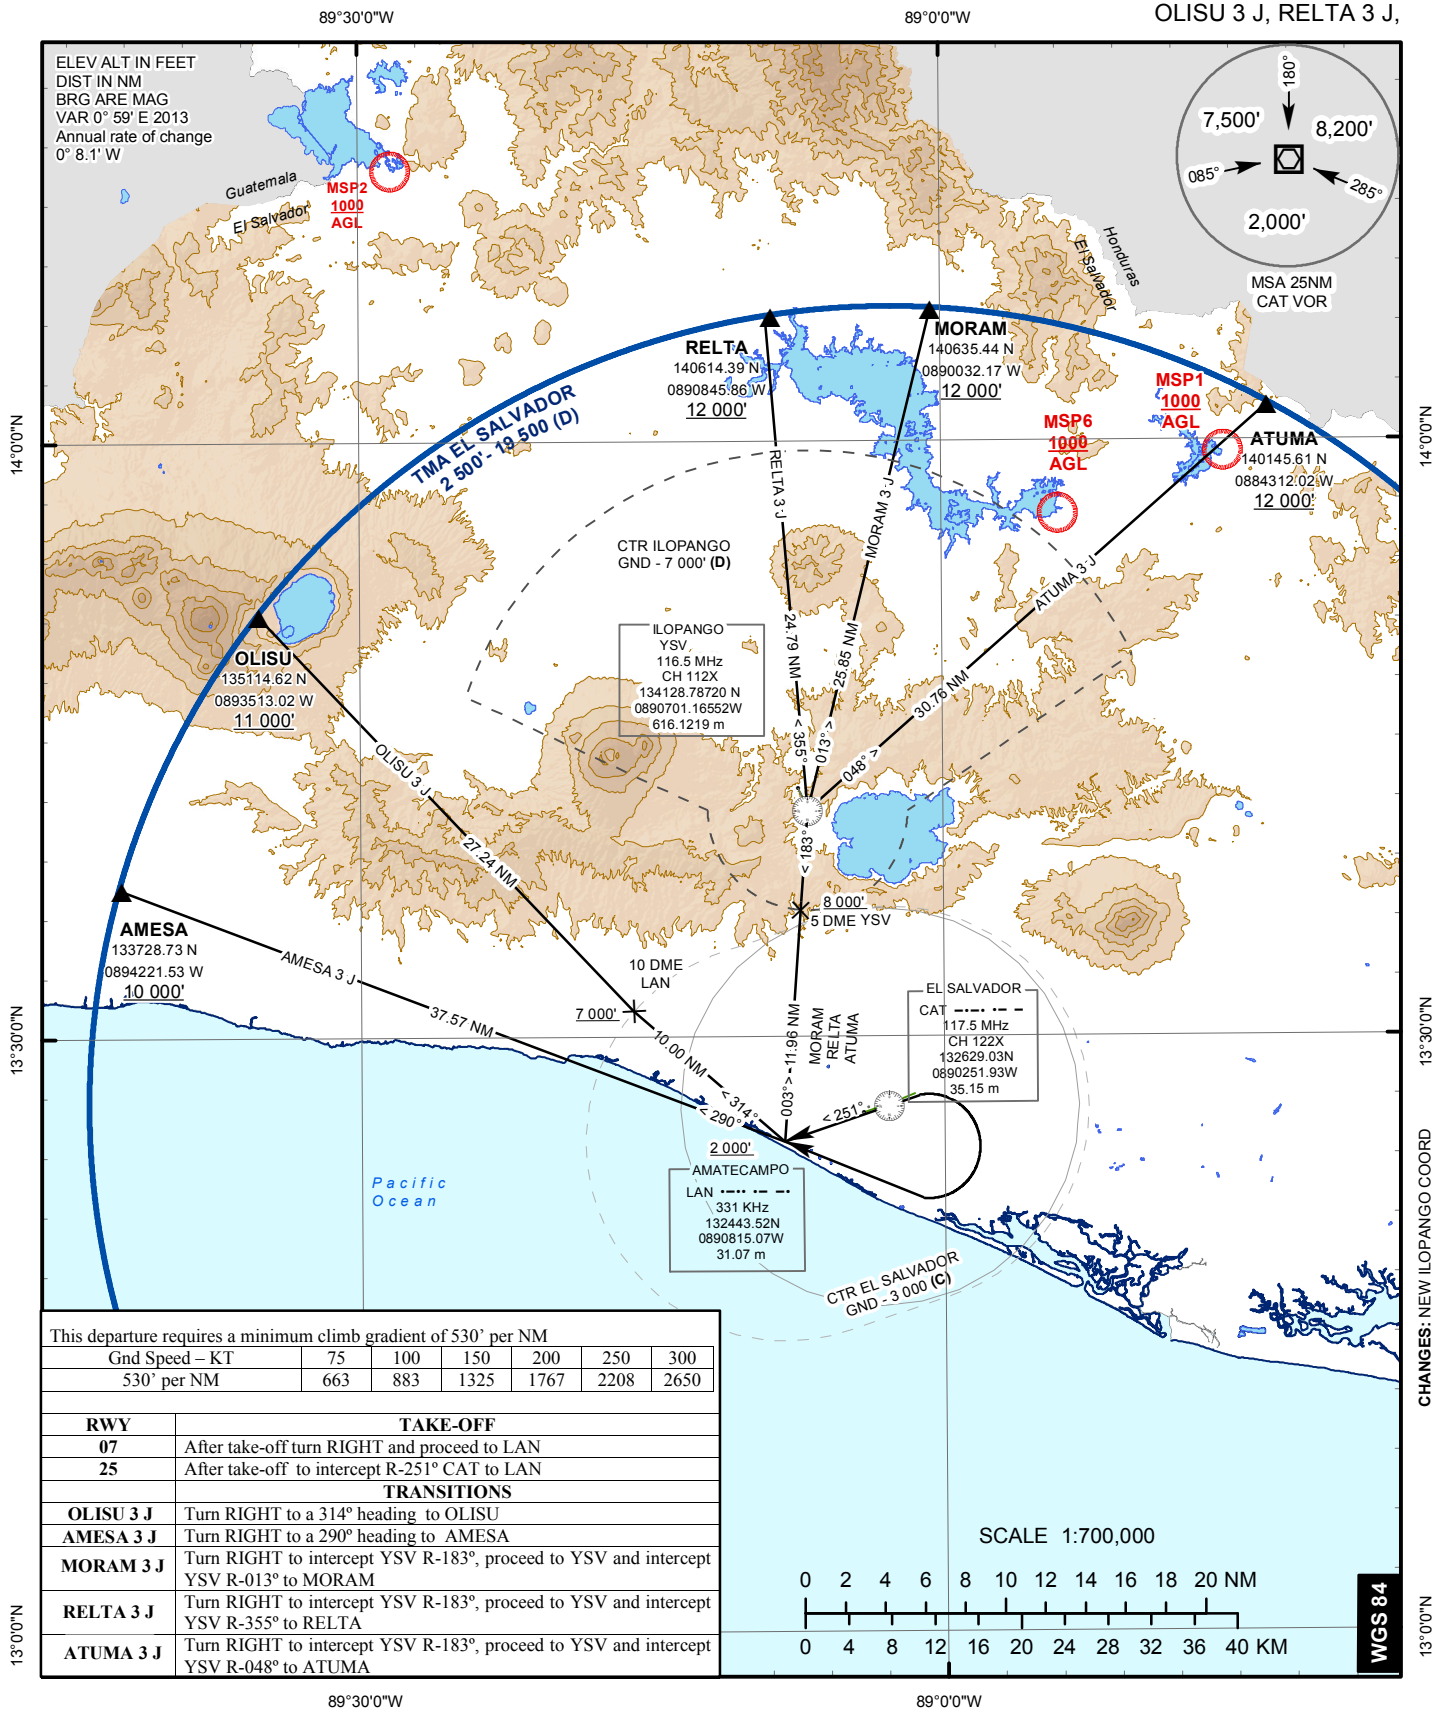 OLISU 3 J, RELTA 3 J,
89°30'0"W
89°0'0"W
ELEV ALT IN FEET
DIST IN NM
BRG ARE MAG
VAR 0° 59' E 2013
Annual rate of change
0° 8.1' W
180°
7,500'
8,200'
085°
285°
2,000'
MSA 25NM
CAT VOR
Guatemala
El Salvador
MSP2
1000
AGL
Honduras
El Salvador
RELTA
140614.39 N
0890845.86 W
12 000'
MORAM
140635.44 N
0890032.17 W
12 000'
MSP1
1000
AGL
MSP6
1000
AGL
ATUMA
140145.61 N
0884312.02 W
12 000'
TMA EL SALVADOR
2 500'- 19 500 (D)
14°0'0"N
14°0'0"N
RELTA 3 J
MORAM 3 J
ATUMA 3 J
CTR ILOPANGO
GND - 7 000' (D)
ILOPANGO
YSV
116.5 MHz
CH 112X
134128.78720 N
0890701.16552W
616.1219 m
24.79 NM
25.85 NM
30.76 NM
< 355°
013° >
048° >
OLISU
135114.62 N
0893513.02 W
11 000'
OLISU 3 J
27.24 NM
< 183°
8 000'
5 DME YSV
AMESA
133728.73 N
0894221.53 W
10 000'
AMESA 3 J
37.57 NM
10 DME
LAN
7 000'
10.00 NM
003° >
11.96 NM
MORAM
RELTA
ATUMA
EL SALVADOR
CAT -.-. .- -
117.5 MHz
CH 122X
132629.03N
0890251.93W
35.15 m
13°30'0"N
13°30'0"N
< 314°
< 290°
< 251°
2 000'
AMATECAMPO
LAN .-.. .- -.
331 KHz
132443.52N
0890815.07W
31.07 m
Pacific
Ocean
CTR EL SALVADOR
GND - 3 000 (C)
CHANGES: NEW ILOPANGO COORD
This departure requires a minimum climb gradient of 530’ per NM
Gnd Speed – KT 75 100 150 200 250 300
530’ per NM 663 883 1325 1767 2208 2650
RWY TAKE-OFF
07 After take-off turn RIGHT and proceed to LAN
25 After take-off to intercept R-251º CAT to LAN
TRANSITIONS
OLISU 3 J Turn RIGHT to a 314º heading to OLISU
AMESA 3 J Turn RIGHT to a 290º heading to AMESA
MORAM 3 J Turn RIGHT to intercept YSV R-183º, proceed to YSV and intercept
YSV R-013º to MORAM
RELTA 3 J Turn RIGHT to intercept YSV R-183º, proceed to YSV and intercept
YSV R-355º to RELTA
ATUMA 3 J Turn RIGHT to intercept YSV R-183º, proceed to YSV and intercept
YSV R-048º to ATUMA
SCALE 1:700,000
0 2 4 6 8 10 12 14 16 18 20 NM
0 4 8 12 16 20 24 28 32 36 40 KM
WGS 84
13°0'0"N
13°0'0"N
89°30'0"W
89°0'0"W